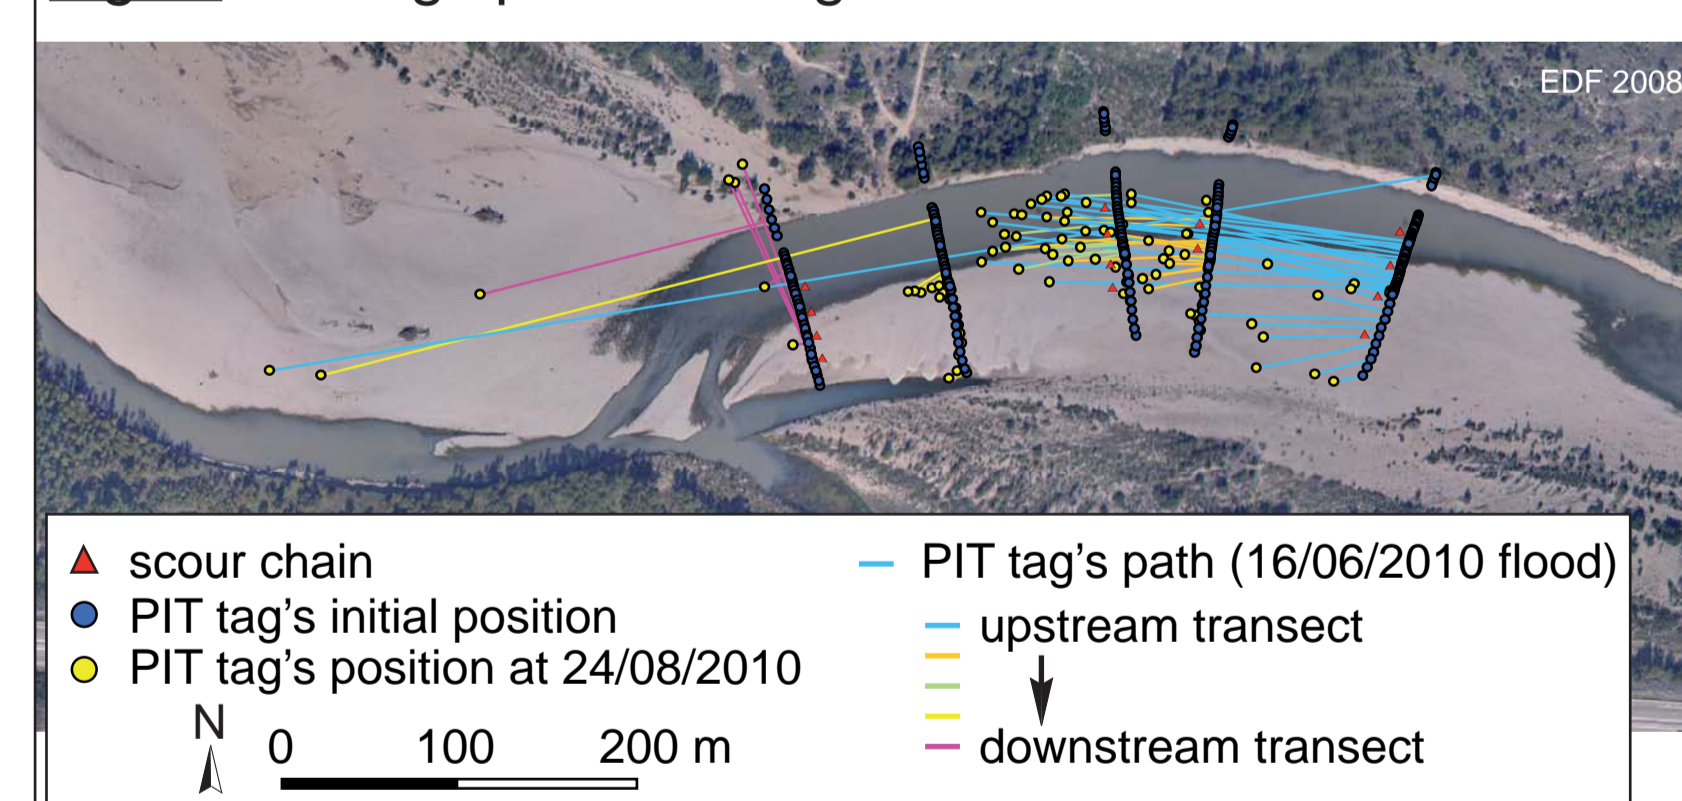 EDF 2008
scour chain
PIT tag's initial position
PIT tag's position at 24/08/2010
N
0 100 200 m
PIT tag's path (16/06/2010 flood)
upstream transect
downstream transect